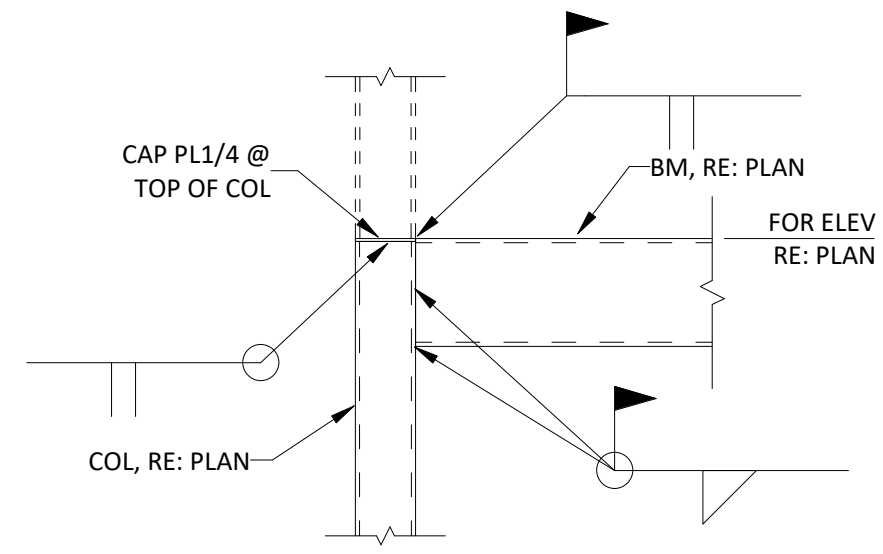 CAP PL1/4 @
TOP OF COL
BM, RE: PLAN
FOR ELEV
RE: PLAN
COL, RE: PLAN